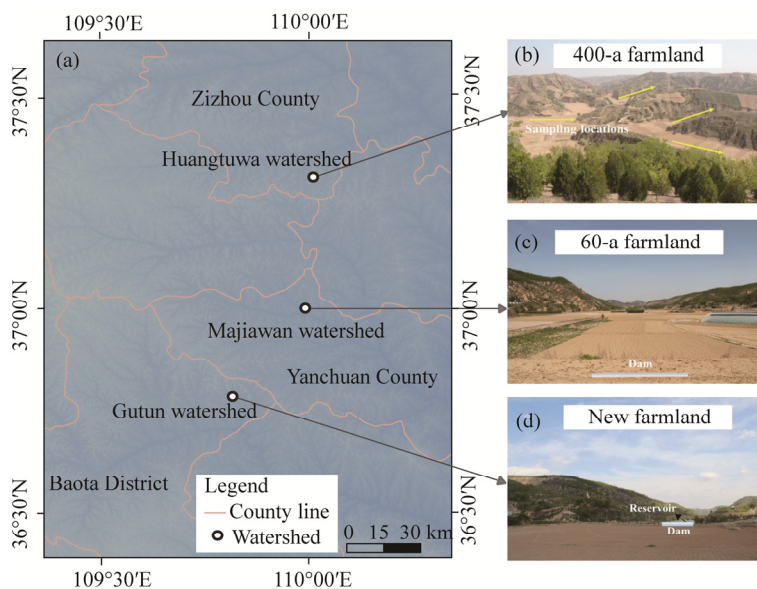 109°30′E
110°00′E
(a)
37°30′N
37°30′N
Zizhou County
Huangtuwa watershed
37°00′N
37°00′N
Majiawan watershed
Yanchuan County
Gutun watershed
Baota District
36°30′N
36°30′N
Legend
County line
Watershed
0 15 30 km
109°30′E
110°00′E
(b)
400-a farmland
Sampling locations
(c)
60-a farmland
Dam
(d)
New farmland
Reservoir
Dam